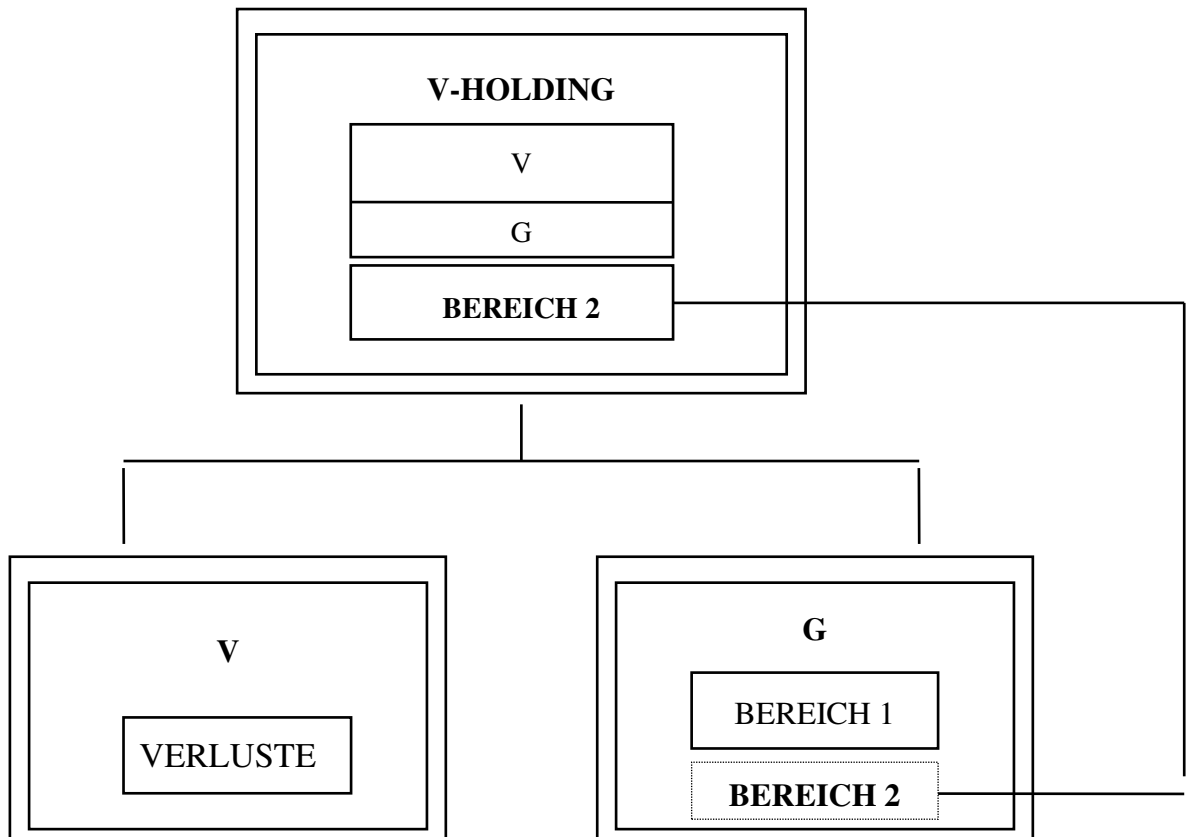 V-HOLDING
V
G
BEREICH 2
V
VERLUSTE
G
BEREICH 1
BEREICH 2